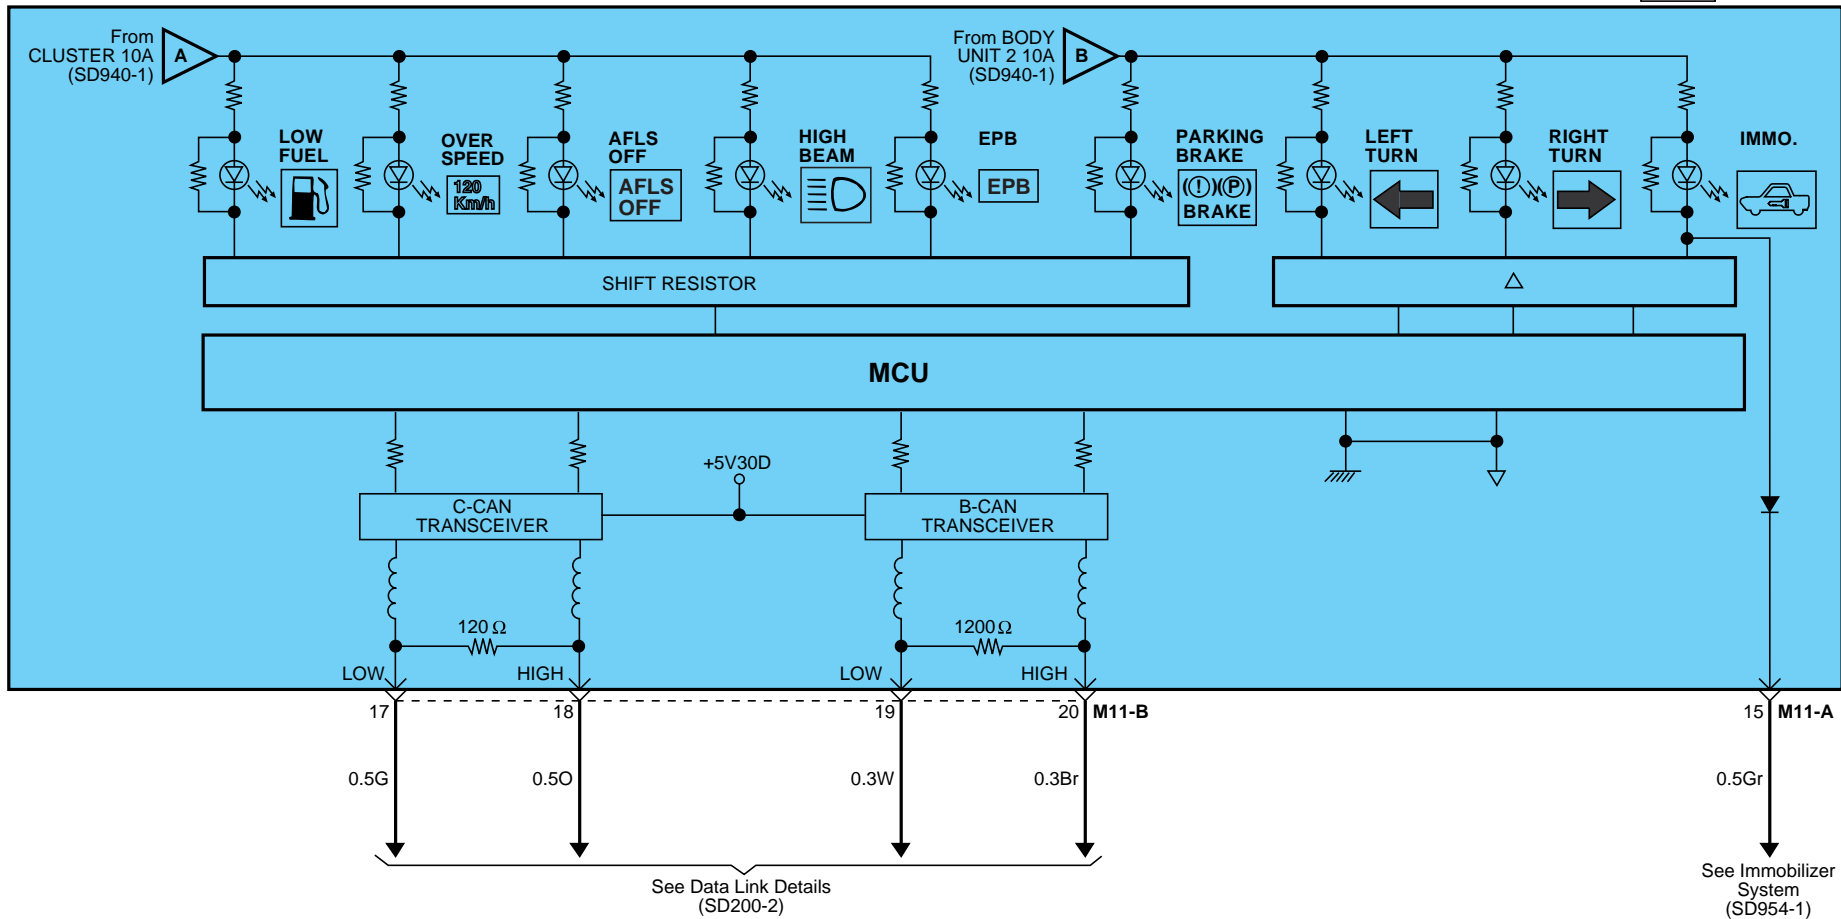 From
CLUSTER 10A
(SD940-1)
A
From BODY
UNIT 2 10A
(SD940-1)
B
LOW
FUEL
OVER
SPEED
120
Km/h
AFLS
OFF
AFLS
OFF
HIGH
BEAM
EPB
EPB
PARKING
BRAKE
(!)(P)
BRAKE
LEFT
TURN
RIGHT
TURN
IMMO.
SHIFT RESISTOR
MCU
+5V30D
C-CAN
TRANSCEIVER
B-CAN
TRANSCEIVER
120 Ω
1200 Ω
LOW
HIGH
LOW
HIGH
17
18
19
20
M11-B
15
M11-A
0.5G
0.5O
0.3W
0.3Br
0.5Gr
See Data Link Details
(SD200-2)
See Immobilizer
System
(SD954-1)